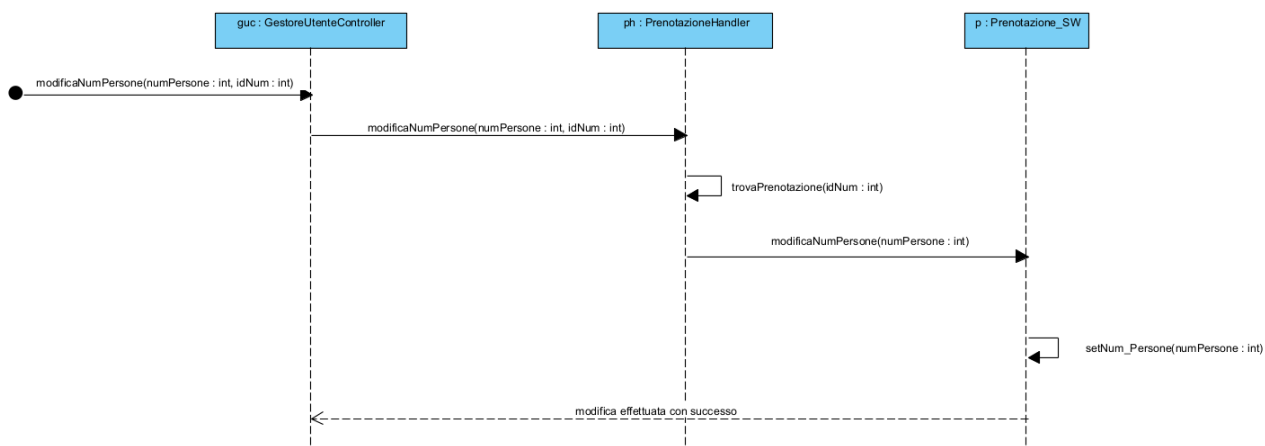 guc : GestoreUtenteController
ph : PrenotazioneHandler
p : Prenotazione_SW
modificaNumPersone(numPersone : int, idNum : int)
modificaNumPersone(numPersone : int, idNum : int)
trovaPrenotazione(idNum : int)
modificaNumPersone(numPersone : int)
setNum_Persone(numPersone : int)
modifica effettuata con successo